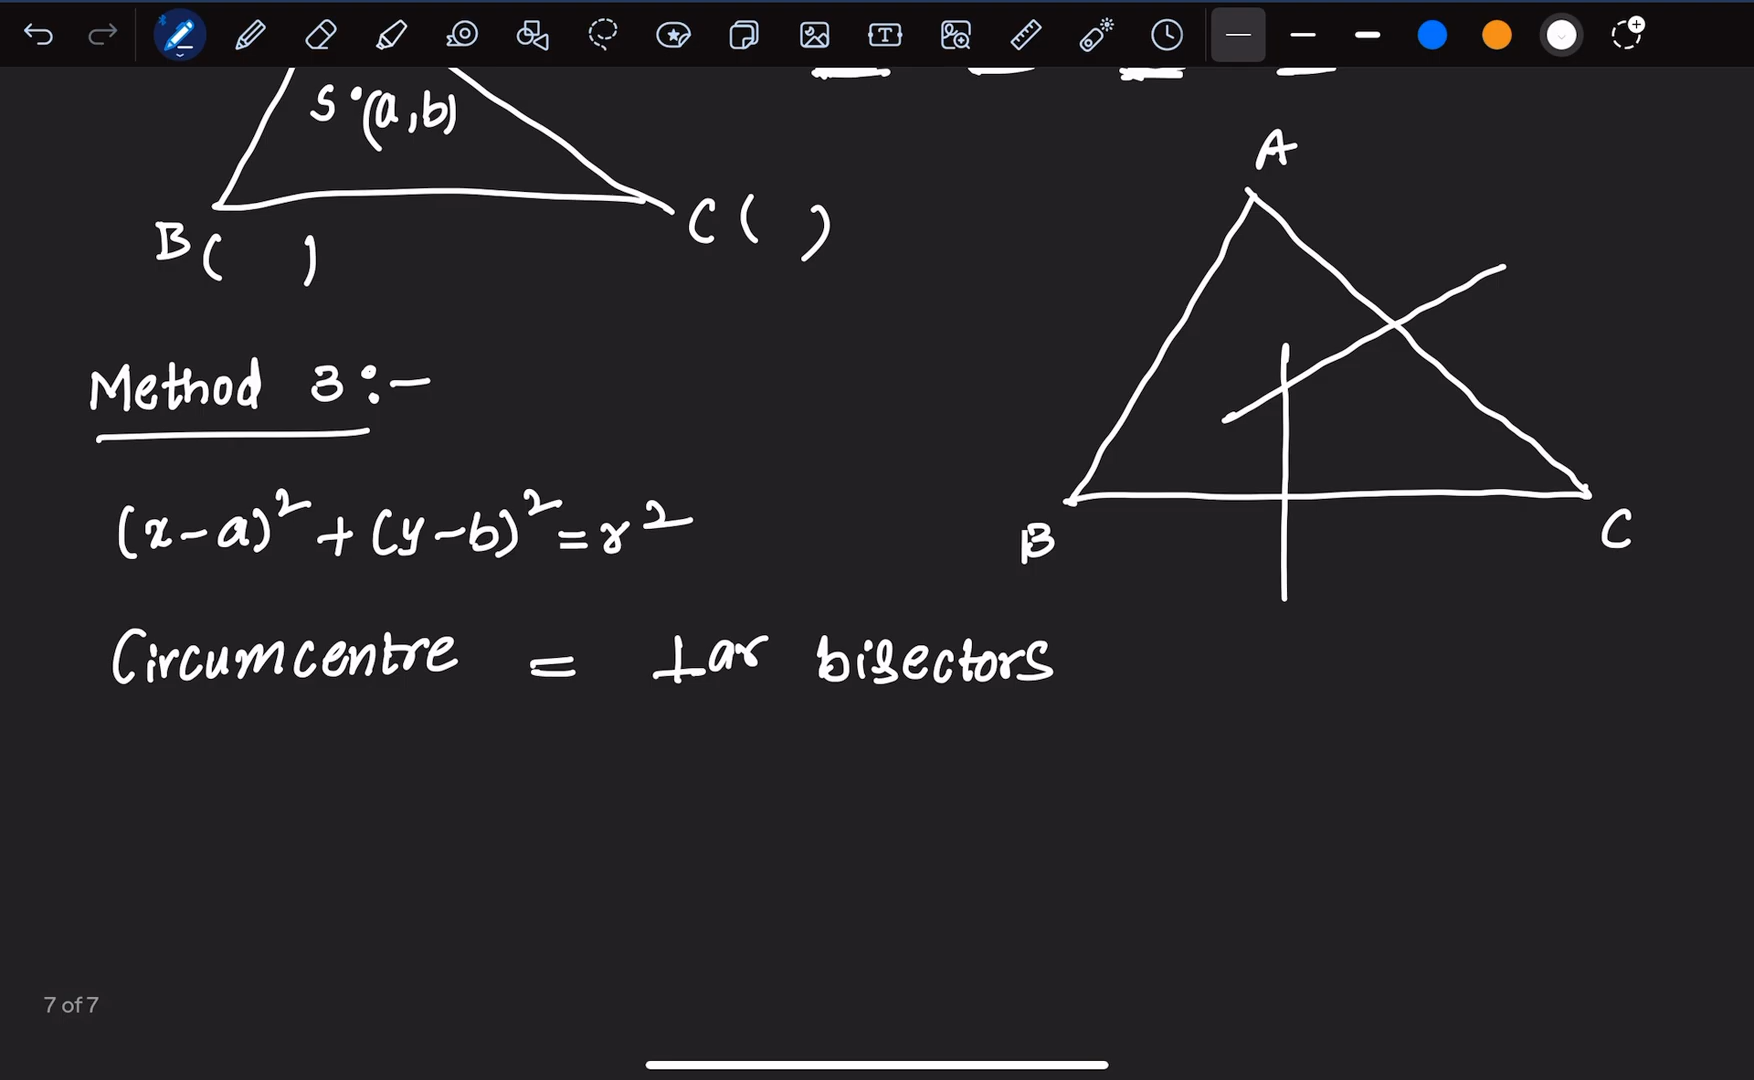 S (a,b)
B( )
C( )
A
Method 3:-
(x-a)² + (y-b)² = r²
B
C
Circumcentre = ⊥ar bisectors
7 of 7